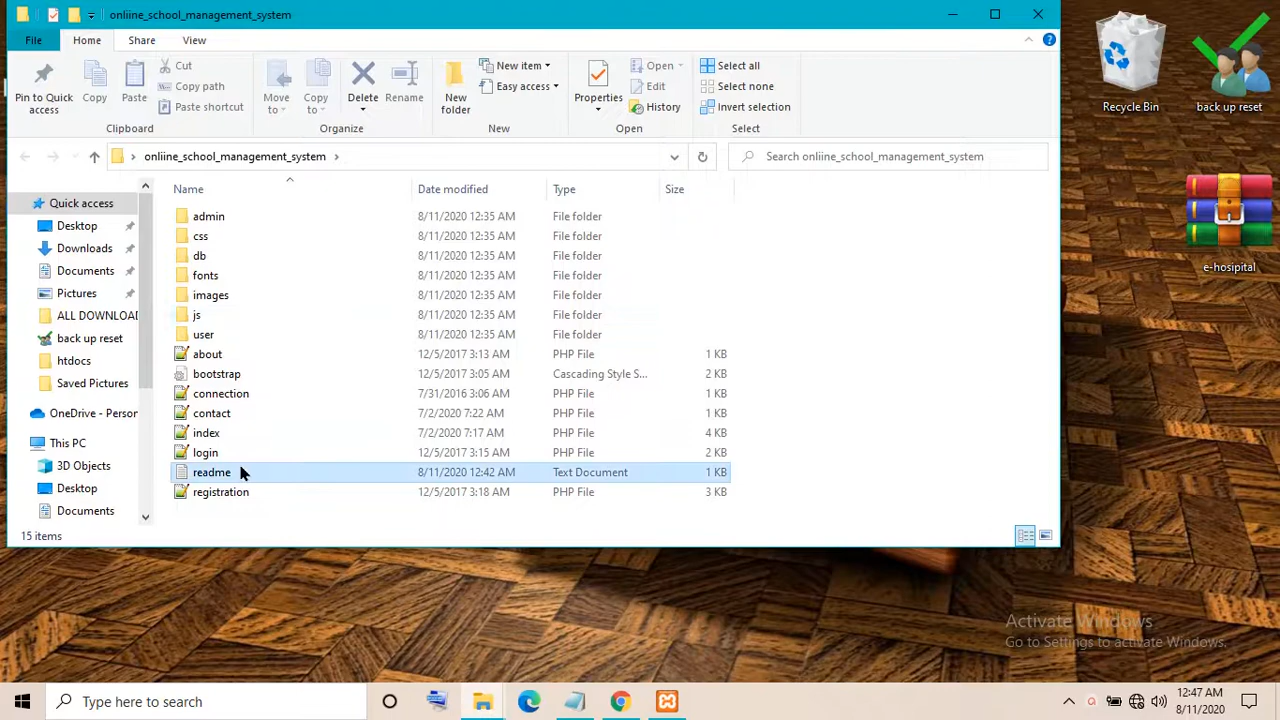 onliine_school_management_system
File Home Share View
Pin to Quick access
Copy
Paste
Cut
Copy path
Paste shortcut
Clipboard
Move to
Copy to
Delete
Rename
Organize
New folder
New item
Easy access
New
Properties
Open
Edit
History
Open
Select all
Select none
Invert selection
Select
onliine_school_management_system
Search onliine_school_management_system
Quick access
Desktop
Downloads
Documents
Pictures
ALL DOWNLOA
back up reset
htdocs
Saved Pictures
OneDrive - Person
This PC
3D Objects
Desktop
Documents
Name Date modified Type Size
admin 8/11/2020 12:35 AM File folder
css 8/11/2020 12:35 AM File folder
db 8/11/2020 12:35 AM File folder
fonts 8/11/2020 12:35 AM File folder
images 8/11/2020 12:35 AM File folder
js 8/11/2020 12:35 AM File folder
user 8/11/2020 12:35 AM File folder
about 12/5/2017 3:13 AM PHP File 1 KB
bootstrap 12/5/2017 3:05 AM Cascading Style S... 2 KB
connection 7/31/2016 3:06 AM PHP File 1 KB
contact 7/2/2020 7:22 AM PHP File 1 KB
index 7/2/2020 7:17 AM PHP File 4 KB
login 12/5/2017 3:15 AM PHP File 2 KB
readme 8/11/2020 12:42 AM Text Document 1 KB
registration 12/5/2017 3:18 AM PHP File 3 KB
15 items
Recycle Bin
back up reset
e-hosipital
Activate Windows
Go to Settings to activate Windows.
Type here to search
12:47 AM
8/11/2020